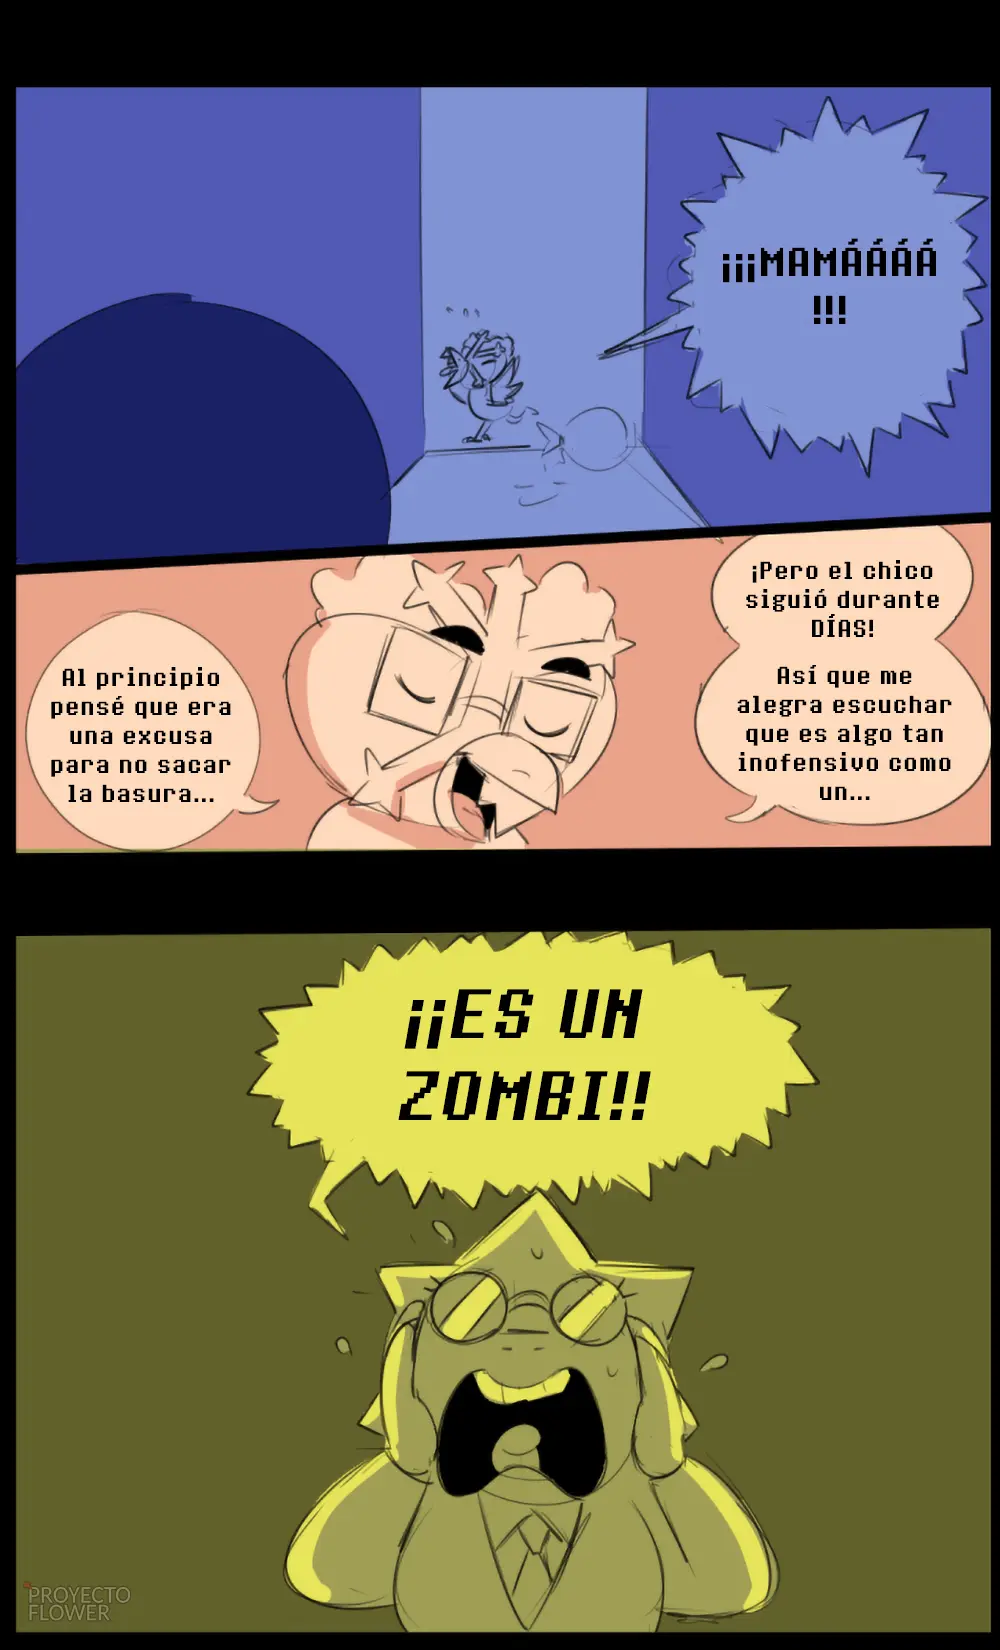 ¡¡¡MAMÁÁÁÁ
!!!
Al principio
pensé que era
una excusa
para no sacar
la basura...
¡Pero el chico
siguió durante
DÍAS!
Así que me
alegra escuchar
que es algo tan
inofensivo como
un...
¡¡ES UN
ZOMBI!!
PROYECTO
FLOWER